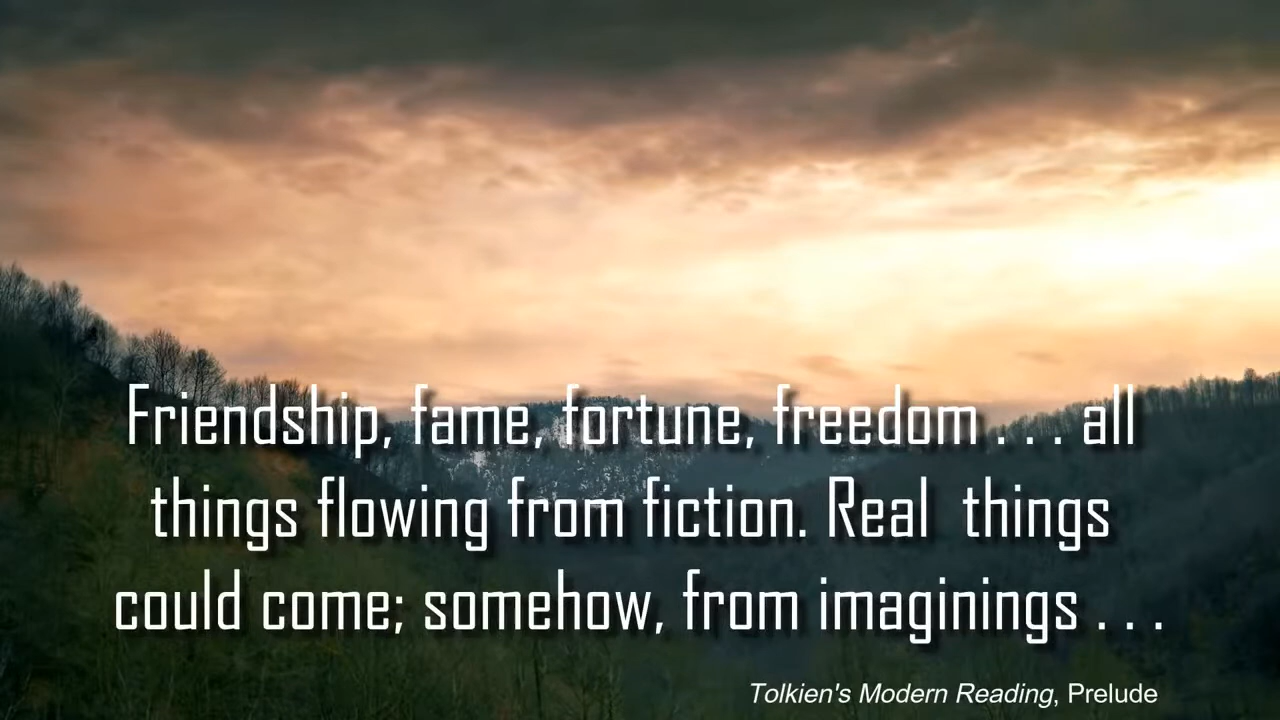 Friendship, fame, fortune, freedom . . . all
things flowing from fiction. Real  things
could come; somehow, from imaginings . . .
Tolkien's Modern Reading, Prelude